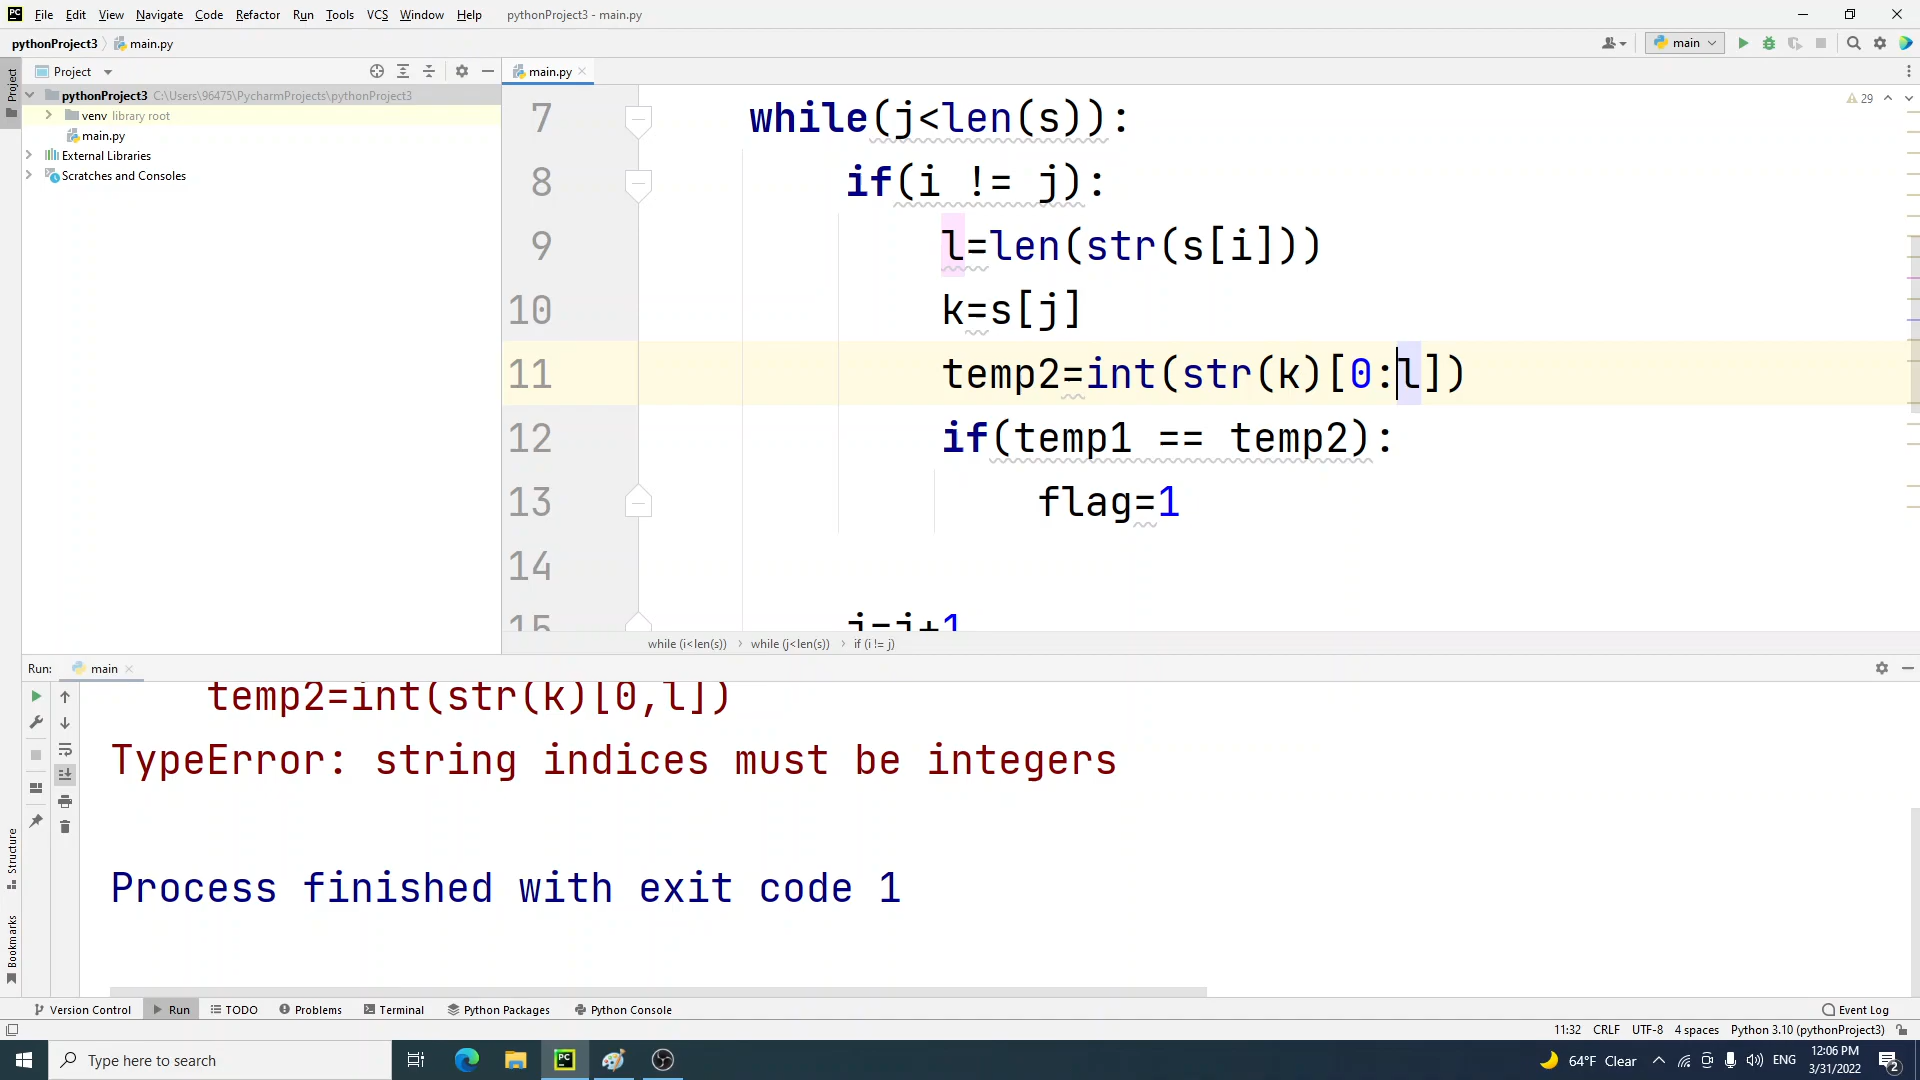 PC File Edit View Navigate Code Refactor Run Tools VCS Window Help pythonProject3 - main.py
pythonProject3 main.py main
Project Project main.py
pythonProject3 C:\Users\96475\PycharmProjects\pythonProject3
venv library root
main.py
External Libraries
Scratches and Consoles
29
7 while(j<len(s)):
8 if(i != j):
9 l=len(str(s[i]))
10 k=s[j]
11 temp2=int(str(k)[0:l])
12 if(temp1 == temp2):
13 flag=1
14
15 j=j+1
while (i<len(s)) while (j<len(s)) if (i != j)
Run: main
temp2=int(str(k)[0,l])
TypeError: string indices must be integers
Process finished with exit code 1
Structure
Bookmarks
Version Control Run TODO Problems Terminal Python Packages Python Console Event Log
11:32 CRLF UTF-8 4 spaces Python 3.10 (pythonProject3)
Type here to search PC 64°F Clear ENG 12:06 PM
3/31/2022 2